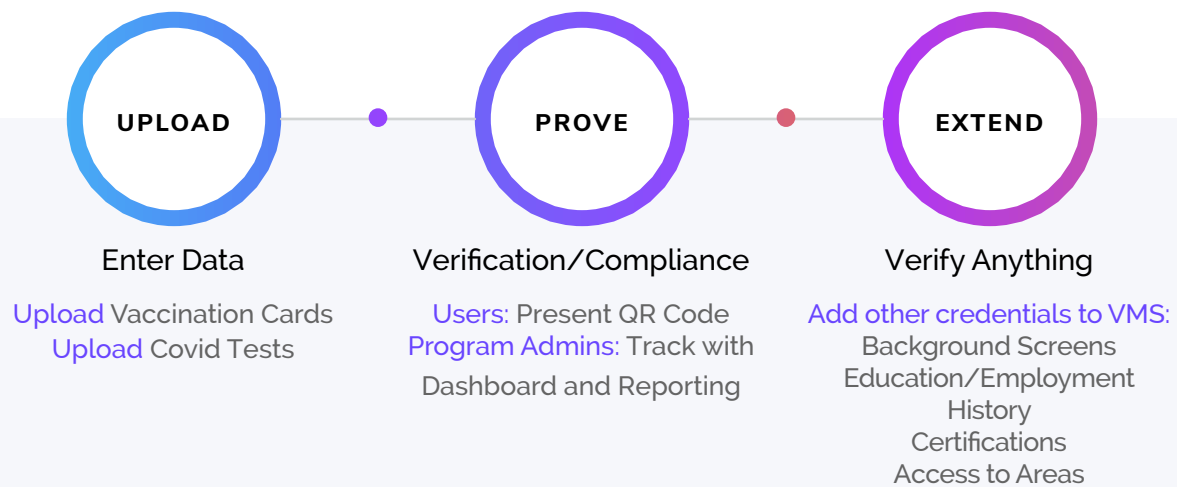 UPLOAD
PROVE
EXTEND
Enter Data
Upload Vaccination Cards
Upload Covid Tests
Verification/Compliance
Users: Present QR Code
Program Admins: Track with
Dashboard and Reporting
Verify Anything
Add other credentials to VMS:
Background Screens
Education/Employment
History
Certifications
Access to Areas